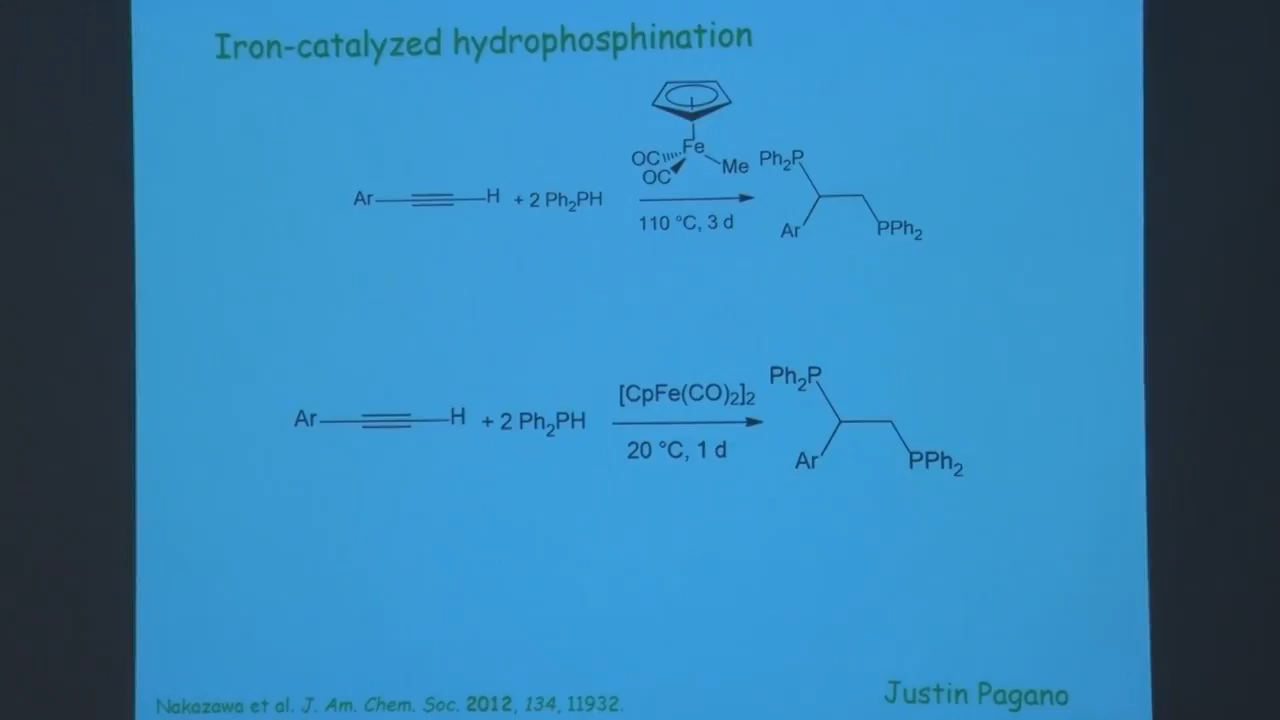 Iron-catalyzed hydrophosphination
Fe
OC
OC
Me
Ar
H + 2 Ph₂PH
110 °C, 3 d
Ph₂P
Ar
PPh₂
Ar
H + 2 Ph₂PH
[CpFe(CO)₂]₂
20 °C, 1 d
Ph₂P
Ar
PPh₂
Nakazawa et al. J. Am. Chem. Soc. 2012, 134, 11932.
Justin Pagano